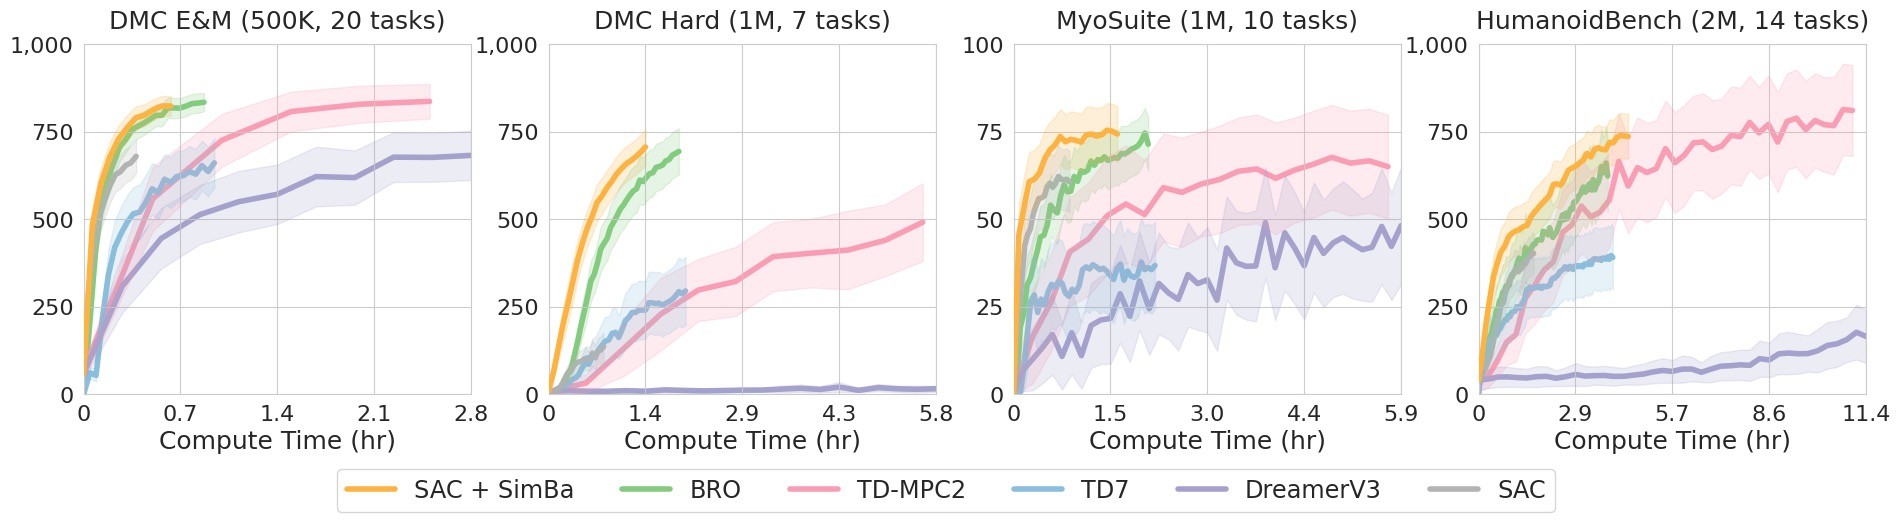 DMC E&M (500K, 20 tasks)
DMC Hard (1M, 7 tasks)
MyoSuite (1M, 10 tasks)
HumanoidBench (2M, 14 tasks)
1,000
750
500
250
0
0 0.7 1.4 2.1 2.8
Compute Time (hr)
1,000
750
500
250
0
0 1.4 2.9 4.3 5.8
Compute Time (hr)
100
75
50
25
0
0 1.5 3.0 4.4 5.9
Compute Time (hr)
1,000
750
500
250
0
0 2.9 5.7 8.6 11.4
Compute Time (hr)
SAC + SimBa BRO TD-MPC2 TD7 DreamerV3 SAC